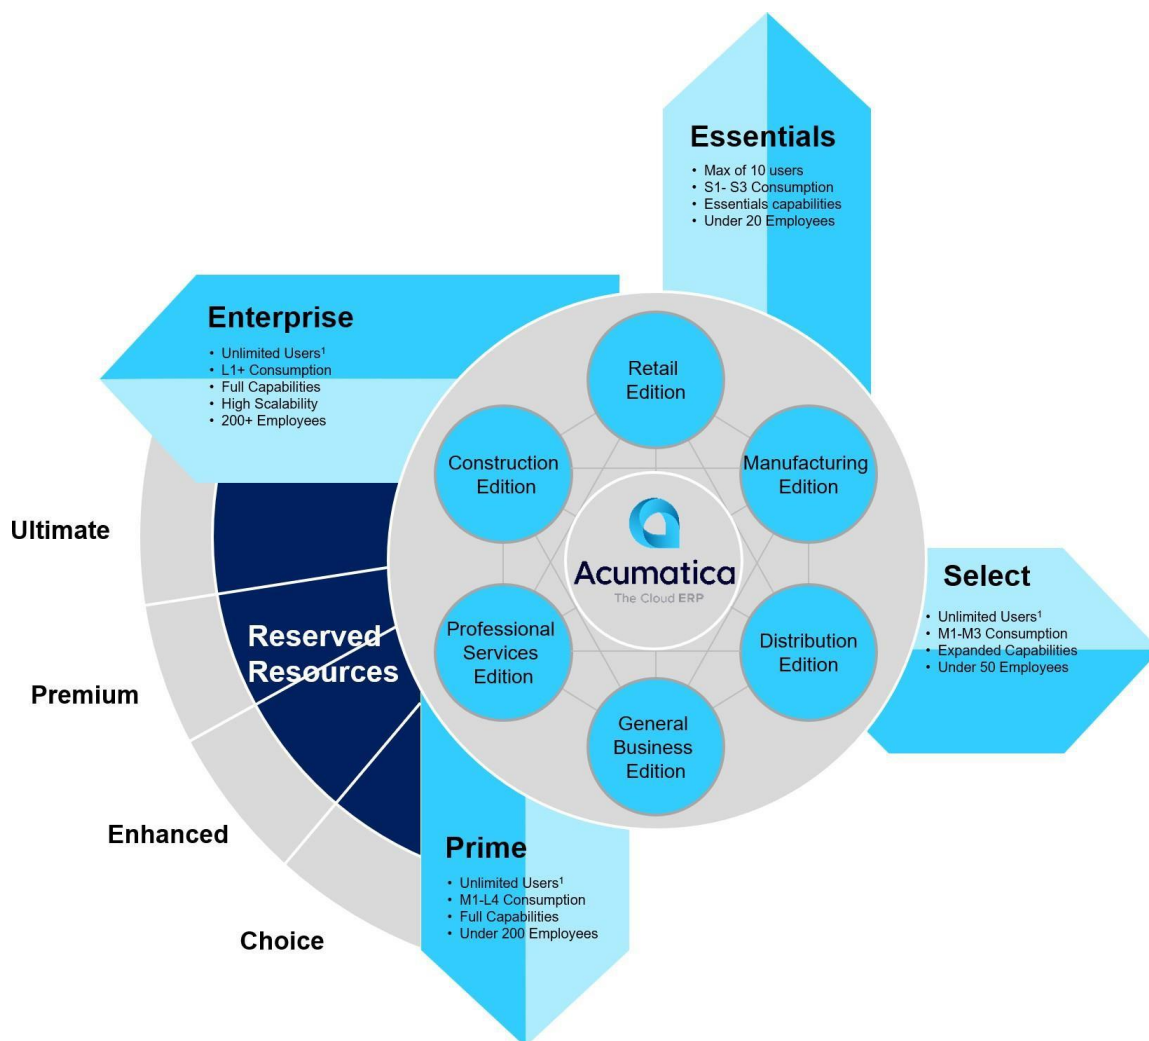 Essentials
• Max of 10 users
• S1- S3 Consumption
• Essentials capabilities
• Under 20 Employees
Enterprise
• Unlimited Users¹
• L1+ Consumption
• Full Capabilities
• High Scalability
• 200+ Employees
Retail
Edition
Construction
Edition
Manufacturing
Edition
Acumatica
The Cloud ERP
Professional
Services
Edition
Distribution
Edition
General
Business
Edition
Select
• Unlimited Users¹
• M1-M3 Consumption
• Expanded Capabilities
• Under 50 Employees
Reserved
Resources
Ultimate
Premium
Enhanced
Choice
Prime
• Unlimited Users¹
• M1-L4 Consumption
• Full Capabilities
• Under 200 Employees